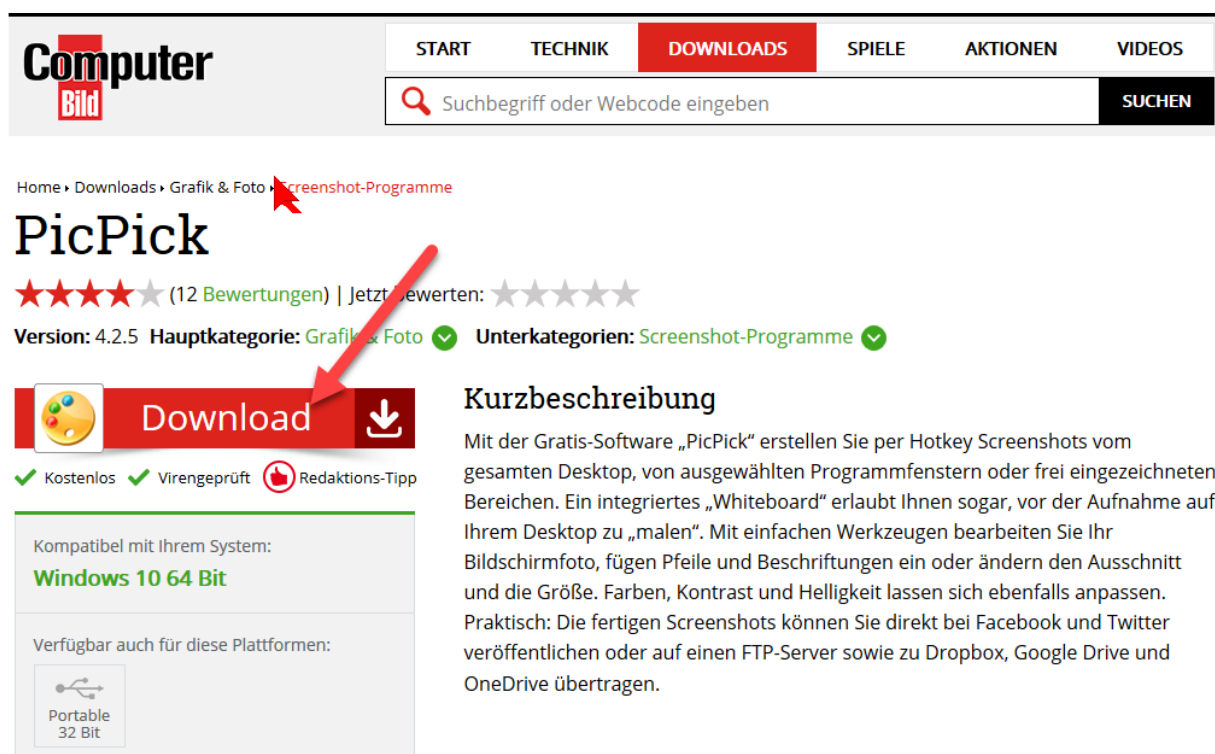 Computer
Bild
START TECHNIK DOWNLOADS SPIELE AKTIONEN VIDEOS
Suchbegriff oder Webcode eingeben SUCHEN
Home Downloads Grafik & Foto Screenshot-Programme
PicPick
(12 Bewertungen) | Jetzt bewerten:
Version: 4.2.5 Hauptkategorie: Grafik & Foto Unterkategorien: Screenshot-Programme
Download
Kostenlos Virengeprüft Redaktions-Tipp
Kompatibel mit Ihrem System:
Windows 10 64 Bit
Verfügbar auch für diese Plattformen:
Portable
32 Bit
Kurzbeschreibung
Mit der Gratis-Software „PicPick“ erstellen Sie per Hotkey Screenshots vom
gesamten Desktop, von ausgewählten Programmfenstern oder frei eingezeichneten
Bereichen. Ein integriertes „Whiteboard“ erlaubt Ihnen sogar, vor der Aufnahme auf
Ihrem Desktop zu „malen“. Mit einfachen Werkzeugen bearbeiten Sie Ihr
Bildschirmfoto, fügen Pfeile und Beschriftungen ein oder ändern den Ausschnitt
und die Größe. Farben, Kontrast und Helligkeit lassen sich ebenfalls anpassen.
Praktisch: Die fertigen Screenshots können Sie direkt bei Facebook und Twitter
veröffentlichen oder auf einen FTP-Server sowie zu Dropbox, Google Drive und
OneDrive übertragen.